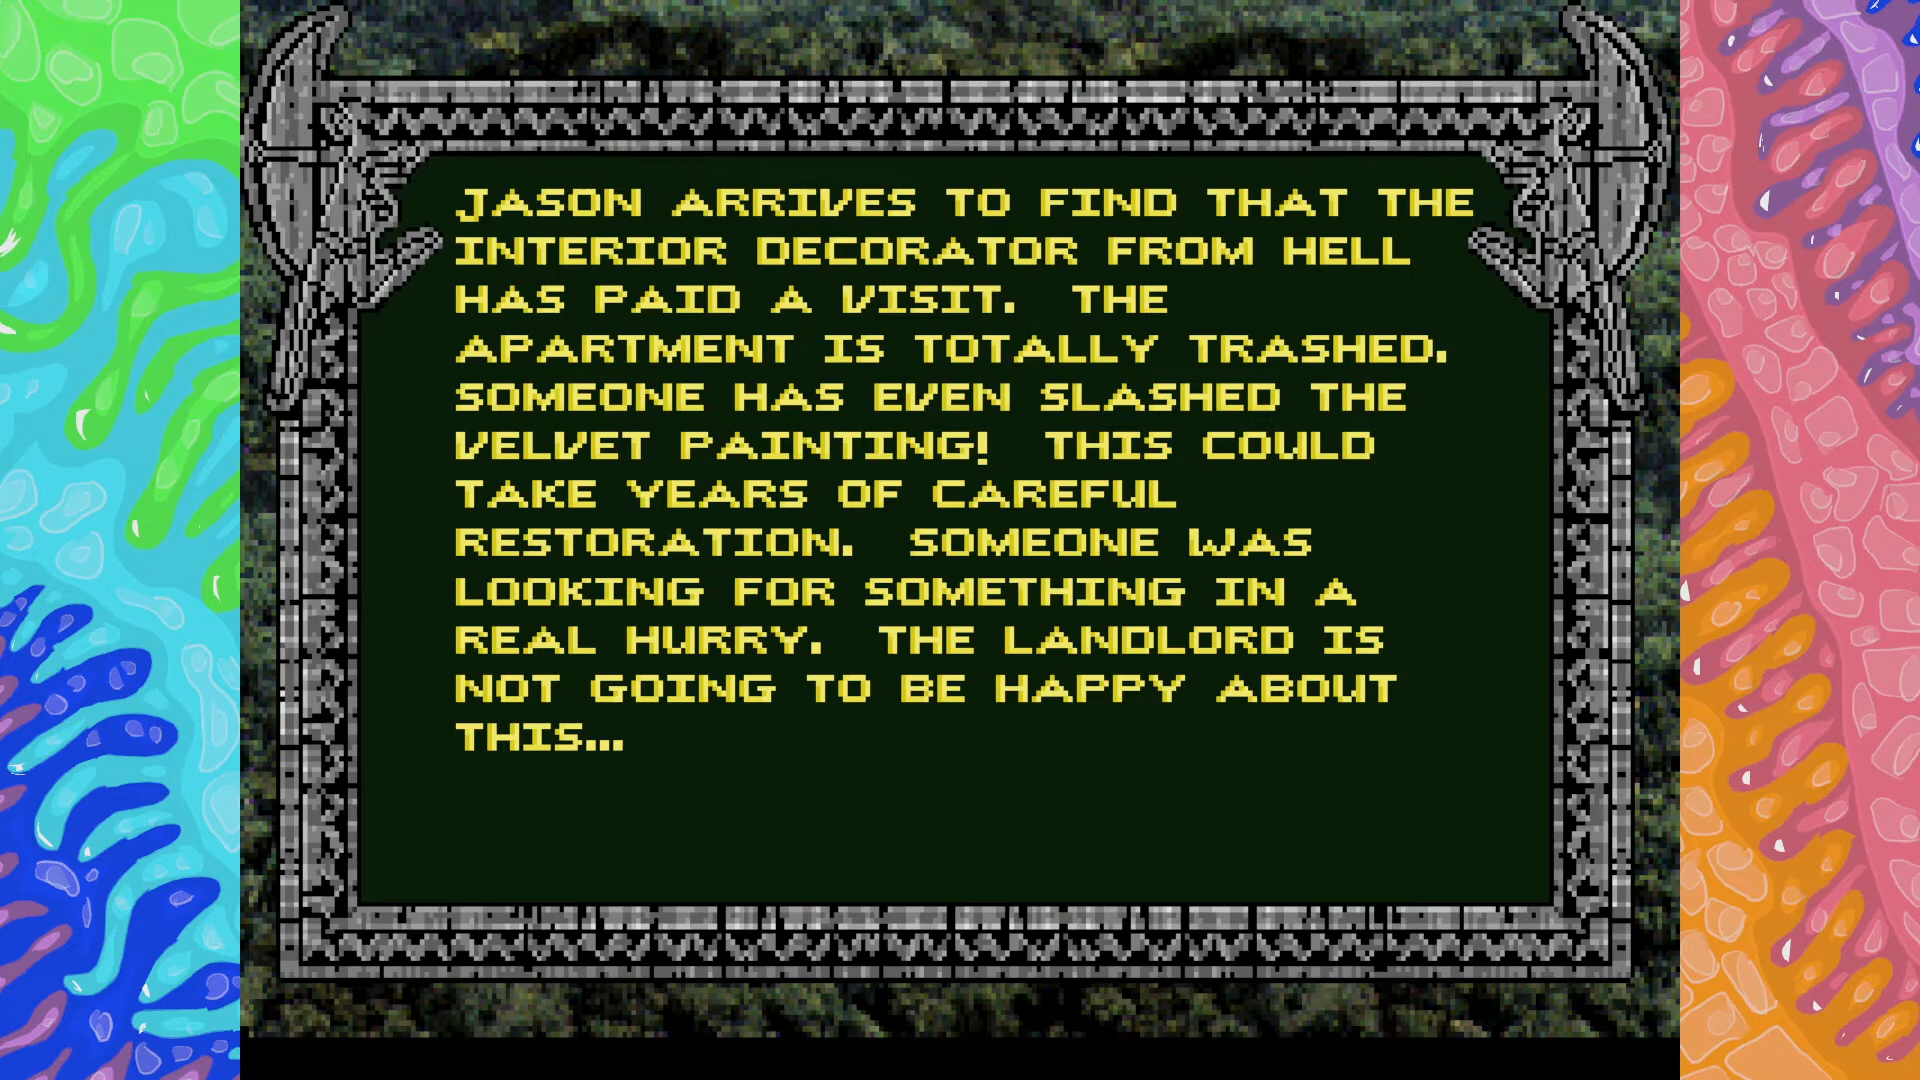 JASON ARRIVES TO FIND THAT THE
INTERIOR DECORATOR FROM HELL
HAS PAID A VISIT.  THE
APARTMENT IS TOTALLY TRASHED.
SOMEONE HAS EVEN SLASHED THE
VELVET PAINTING!  THIS COULD
TAKE YEARS OF CAREFUL
RESTORATION.  SOMEONE WAS
LOOKING FOR SOMETHING IN A
REAL HURRY.  THE LANDLORD IS
NOT GOING TO BE HAPPY ABOUT
THIS...